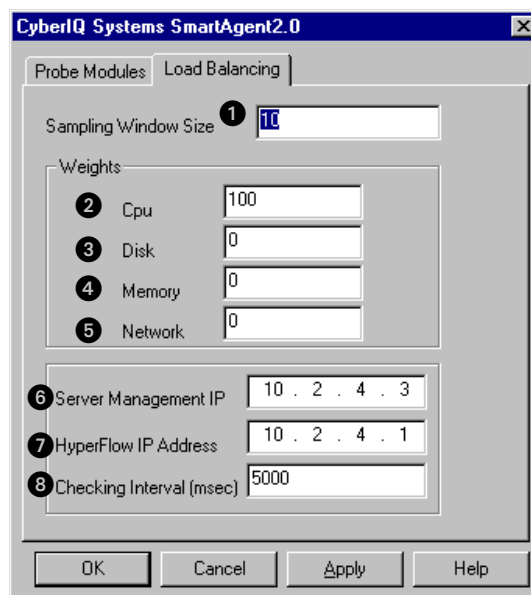 CyberIQ Systems SmartAgent2.0
Probe Modules Load Balancing
Sampling Window Size 1 10
Weights
2 Cpu 100
3 Disk 0
4 Memory 0
5 Network 0
6 Server Management IP 10 . 2 . 4 . 3
7 HyperFlow IP Address 10 . 2 . 4 . 1
8 Checking Interval (msec) 5000
OK Cancel Apply Help